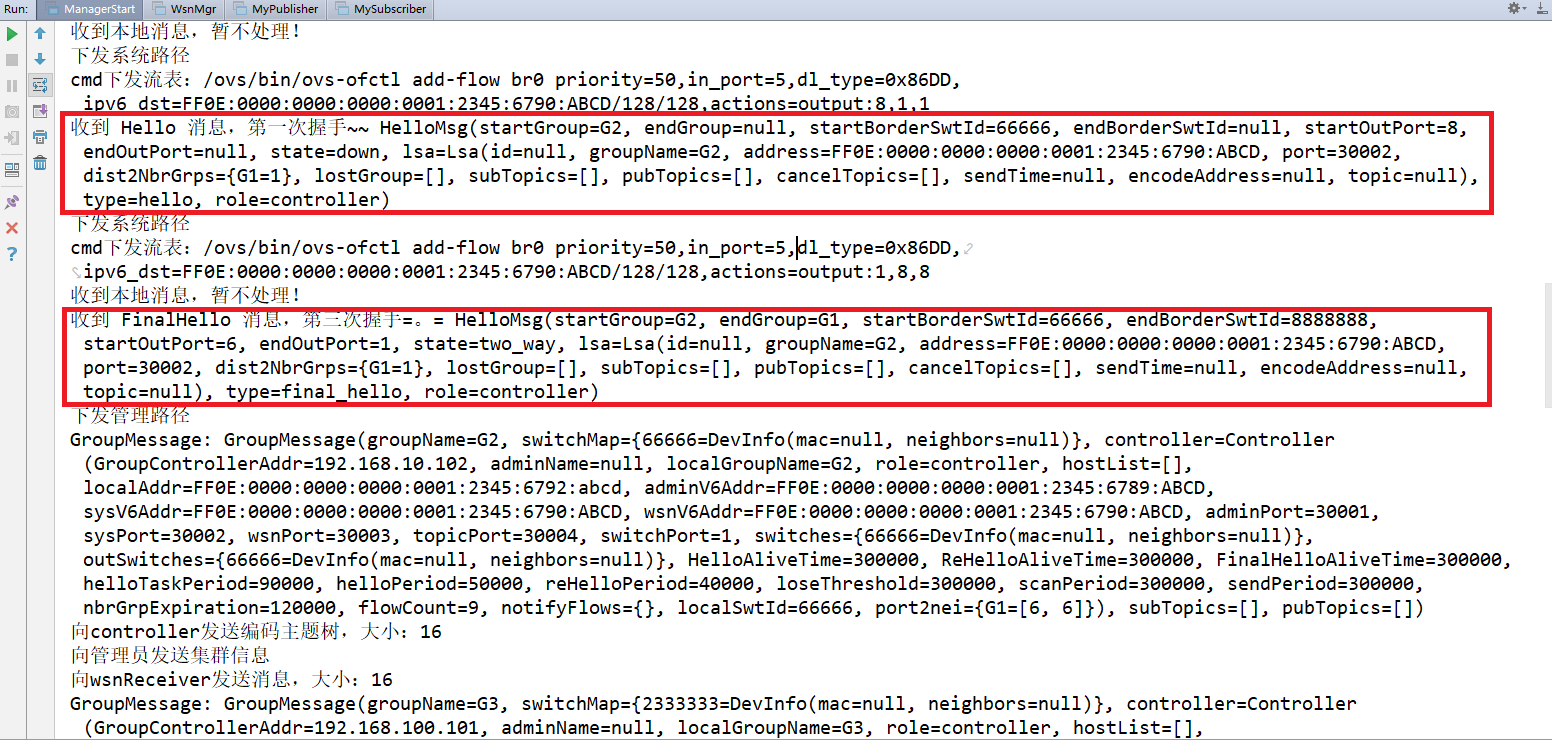 Run: ManagerStart WsnMgr MyPublisher MySubscriber
收到本地消息，暂不处理！
下发系统路径
cmd下发流表：/ovs/bin/ovs-ofctl add-flow br0 priority=50,in_port=5,dl_type=0x86DD,
ipv6_dst=FF0E:0000:0000:0000:0001:2345:6790:ABCD/128/128,actions=output:8,1,1
收到 Hello 消息，第一次握手~~ HelloMsg(startGroup=G2, endGroup=null, startBorderSwtId=66666, endBorderSwtId=null, startOutPort=8,
endOutPort=null, state=down, lsa=Lsa(id=null, groupName=G2, address=FF0E:0000:0000:0000:0001:2345:6790:ABCD, port=30002,
dist2NbrGrps={G1=1}, lostGroup=[], subTopics=[], pubTopics=[], cancelTopics=[], sendTime=null, encodeAddress=null, topic=null),
type=hello, role=controller)
下发系统路径
cmd下发流表：/ovs/bin/ovs-ofctl add-flow br0 priority=50,in_port=5,dl_type=0x86DD,
ipv6_dst=FF0E:0000:0000:0000:0001:2345:6790:ABCD/128/128,actions=output:1,8,8
收到本地消息，暂不处理！
收到 FinalHello 消息，第三次握手=。= HelloMsg(startGroup=G2, endGroup=G1, startBorderSwtId=66666, endBorderSwtId=8888888,
startOutPort=6, endOutPort=1, state=two_way, lsa=Lsa(id=null, groupName=G2, address=FF0E:0000:0000:0000:0001:2345:6790:ABCD,
port=30002, dist2NbrGrps={G1=1}, lostGroup=[], subTopics=[], pubTopics=[], cancelTopics=[], sendTime=null, encodeAddress=null,
topic=null), type=final_hello, role=controller)
下发管理路径
GroupMessage: GroupMessage(groupName=G2, switchMap={66666=DevInfo(mac=null, neighbors=null)}, controller=Controller
(GroupControllerAddr=192.168.10.102, adminName=null, localGroupName=G2, role=controller, hostList=[],
localAddr=FF0E:0000:0000:0000:0001:2345:6792:abcd, adminV6Addr=FF0E:0000:0000:0000:0001:2345:6789:ABCD,
sysV6Addr=FF0E:0000:0000:0000:0001:2345:6790:ABCD, wsnV6Addr=FF0E:0000:0000:0000:0001:2345:6790:ABCD, adminPort=30001,
sysPort=30002, wsnPort=30003, topicPort=30004, switchPort=1, switches={66666=DevInfo(mac=null, neighbors=null)},
outSwitches={66666=DevInfo(mac=null, neighbors=null)}, HelloAliveTime=300000, ReHelloAliveTime=300000, FinalHelloAliveTime=300000,
helloTaskPeriod=90000, helloPeriod=50000, reHelloPeriod=40000, loseThreshold=300000, scanPeriod=300000, sendPeriod=300000,
nbrGrpExpiration=120000, flowCount=9, notifyFlows={}, localSwtId=66666, port2nei={G1=[6, 6]}), subTopics=[], pubTopics=[])
向controller发送编码主题树，大小：16
向管理员发送集群信息
向wsnReceiver发送消息，大小：16
GroupMessage: GroupMessage(groupName=G3, switchMap={2333333=DevInfo(mac=null, neighbors=null)}, controller=Controller
(GroupControllerAddr=192.168.100.101, adminName=null, localGroupName=G3, role=controller, hostList=[],